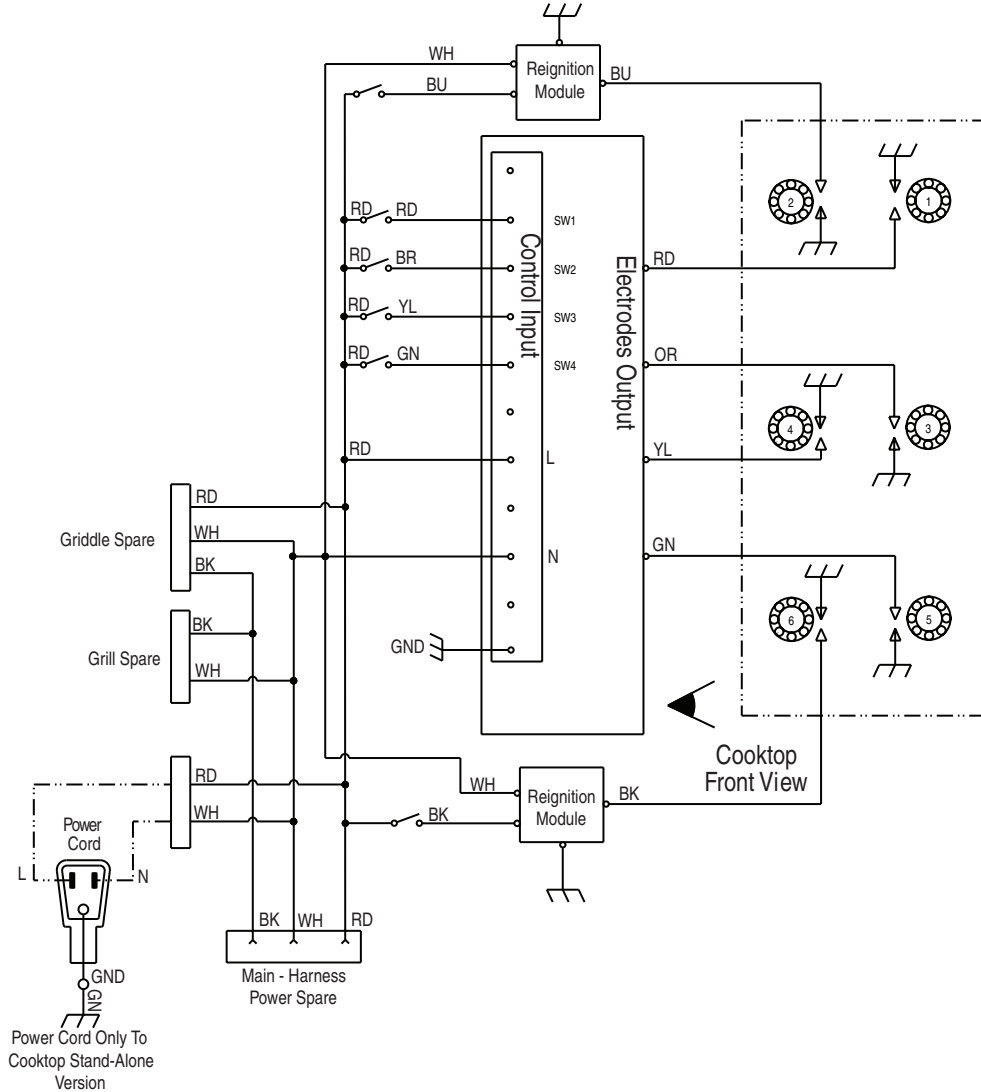 WH
Reignition
Module
BU
BU
2
1
RD RD
SW1
RD BR
SW2
RD
RD YL
SW3
RD GN
SW4
Control Input
Electrodes Output
OR
4
3
RD
L
YL
RD
Griddle Spare
WH
BK
N
GN
6
5
BK
Grill Spare
WH
GND
Cooktop
Front View
RD
WH
Reignition
Module
BK
WH
BK
Power
Cord
L
N
BK WH RD
Main - Harness
Power Spare
GND
GN
Power Cord Only To
Cooktop Stand-Alone
Version